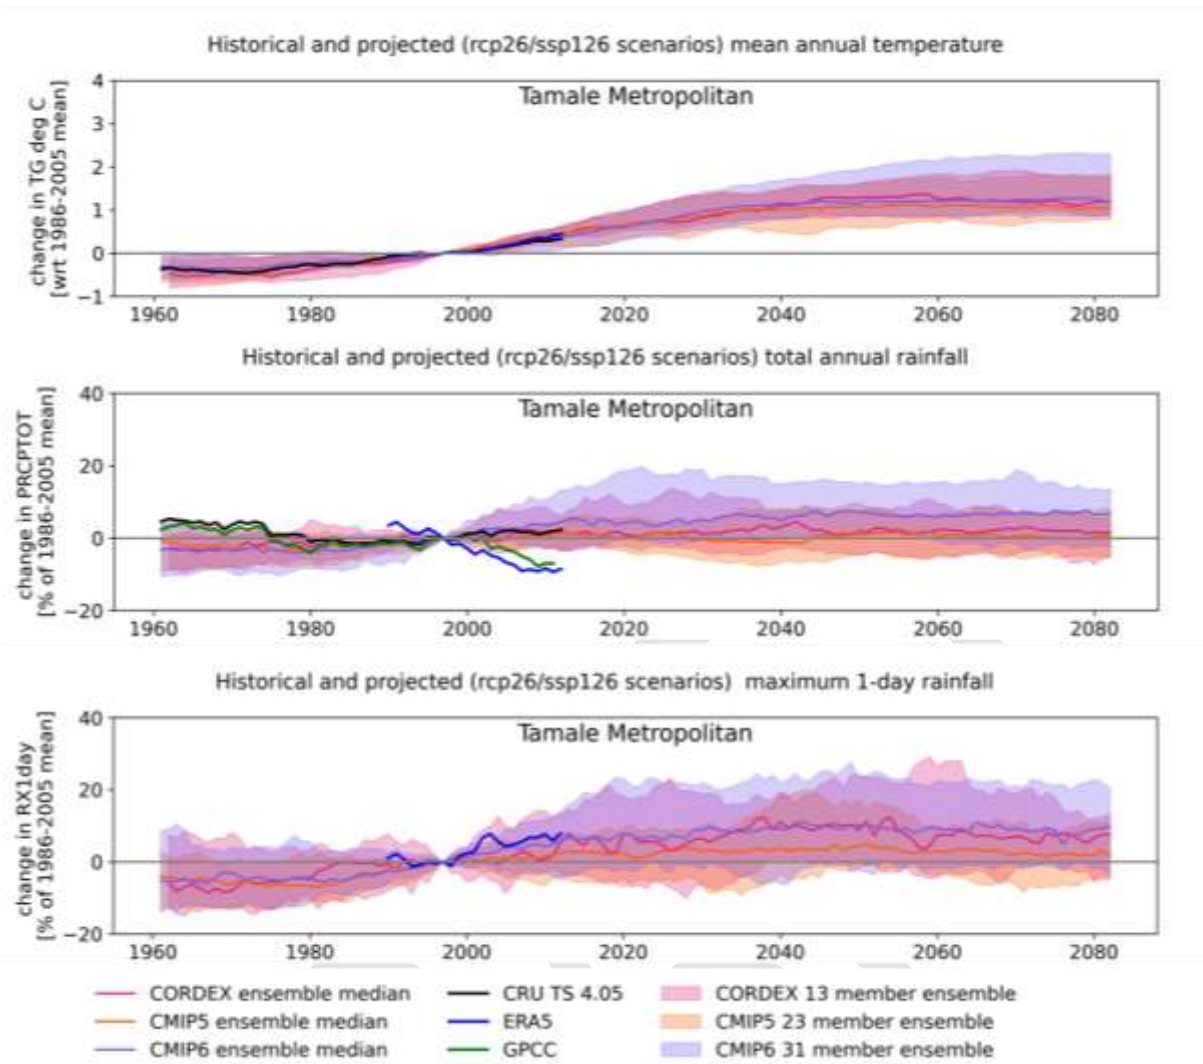 Historical and projected (rcp26/ssp126 scenarios) mean annual temperature
change in TG deg C
[wrt 1986-2005 mean]
Tamale Metropolitan
4
3
2
1
0
−1
1960 1980 2000 2020 2040 2060 2080
Historical and projected (rcp26/ssp126 scenarios) total annual rainfall
change in PRCPTOT
[% of 1986-2005 mean]
Tamale Metropolitan
40
20
0
−20
1960 1980 2000 2020 2040 2060 2080
Historical and projected (rcp26/ssp126 scenarios) maximum 1-day rainfall
change in RX1day
[% of 1986-2005 mean]
Tamale Metropolitan
40
20
0
−20
1960 1980 2000 2020 2040 2060 2080
CORDEX ensemble median CRU TS 4.05 CORDEX 13 member ensemble
CMIP5 ensemble median ERA5 CMIP5 23 member ensemble
CMIP6 ensemble median GPCC CMIP6 31 member ensemble